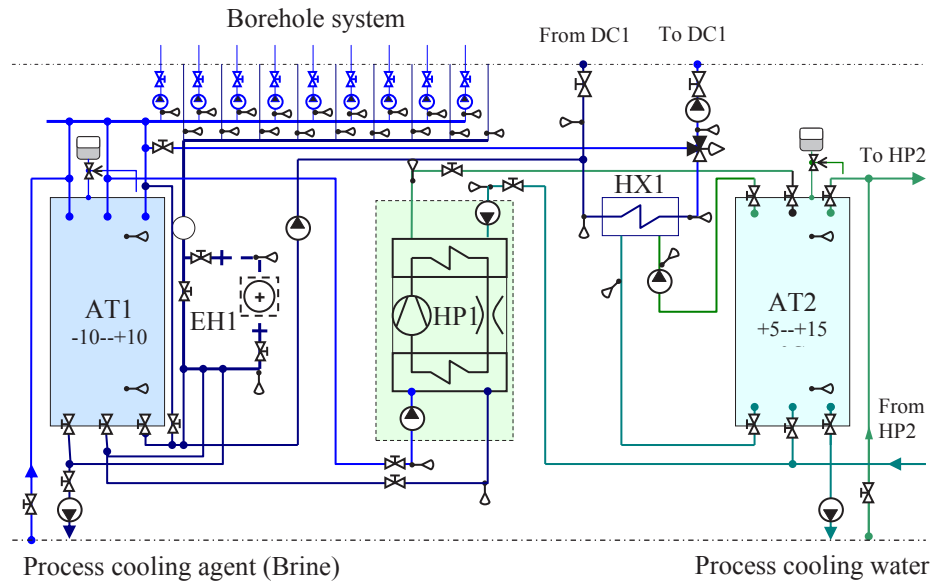 Borehole system
From DC1
To DC1
To HP2
HX1
AT1
-10--+10
EH1
HP1
AT2
+5--+15
From
HP2
Process cooling agent (Brine)
Process cooling water